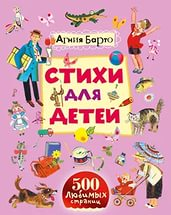 Агния Барто
СТИХИ ДЛЯ
ДЕТЕЙ
500
Любимых
страниц